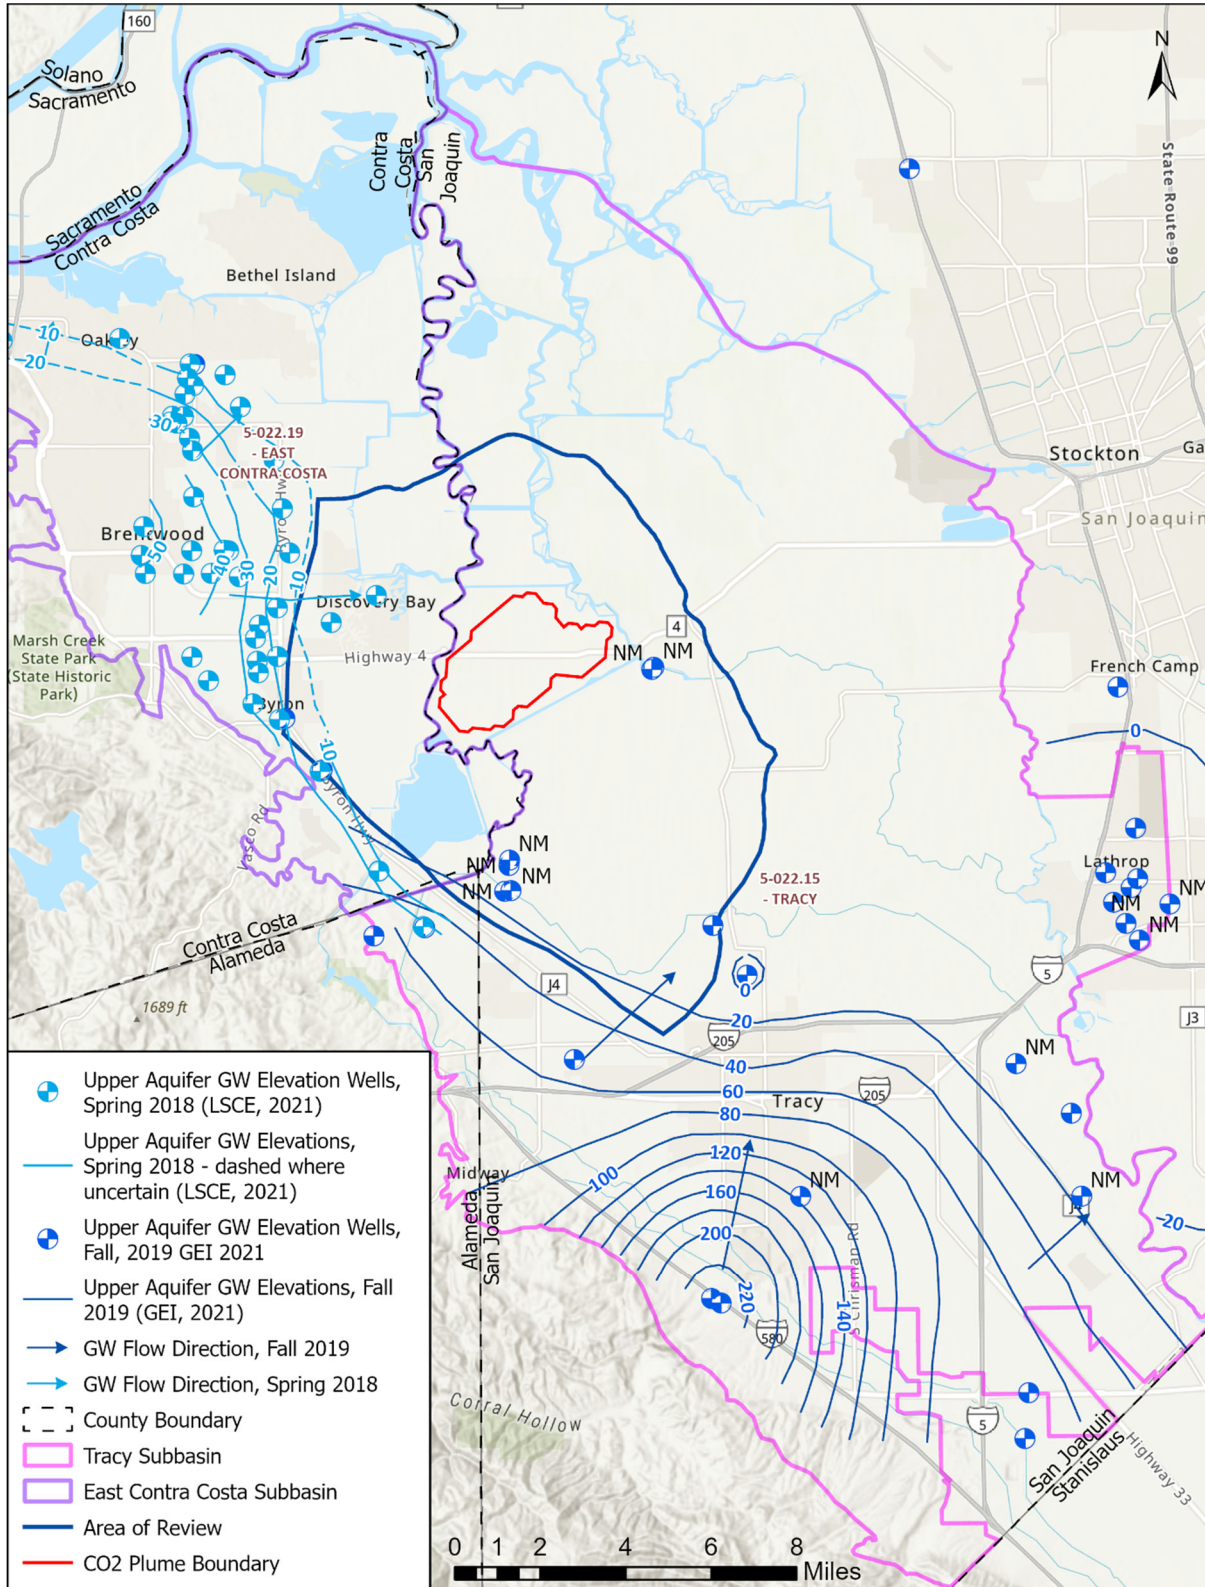 160
N
Solano
Sacramento
Contra
Costa
San
Joaquin
State Route 99
Sacramento
Contra Costa
Bethel Island
10
Oakley
20
30
5-022.19
- EAST
CONTRA COSTA
Byron Hwy
Stockton
San Joaquin
Brentwood
50
40
30
20
10
Discovery Bay
4
Marsh Creek
State Park
(State Historic
Park)
Highway 4
NM
NM
French Camp
Byron
0
10
Byron Hwy
Vasco Rd
NM
NM
NM
NM
Lathrop
5-022.15
- TRACY
NM
NM
NM
Contra Costa
Alameda
5
1689 ft
J4
0
20
J3
205
NM
40
60
205
Tracy
80
Midway
100
120
NM
NM
160
Alameda
San Joaquin
200
-20
S Chrisman Rd
220
140
580
Corral Hollow
5
San Joaquin
Stanislaus
Highway 33
Upper Aquifer GW Elevation Wells,
Spring 2018 (LSCE, 2021)
Upper Aquifer GW Elevations,
Spring 2018 - dashed where
uncertain (LSCE, 2021)
Upper Aquifer GW Elevation Wells,
Fall, 2019 GEI 2021
Upper Aquifer GW Elevations, Fall
2019 (GEI, 2021)
GW Flow Direction, Fall 2019
GW Flow Direction, Spring 2018
County Boundary
Tracy Subbasin
East Contra Costa Subbasin
Area of Review
CO2 Plume Boundary
0 1 2 4 6 8
Miles